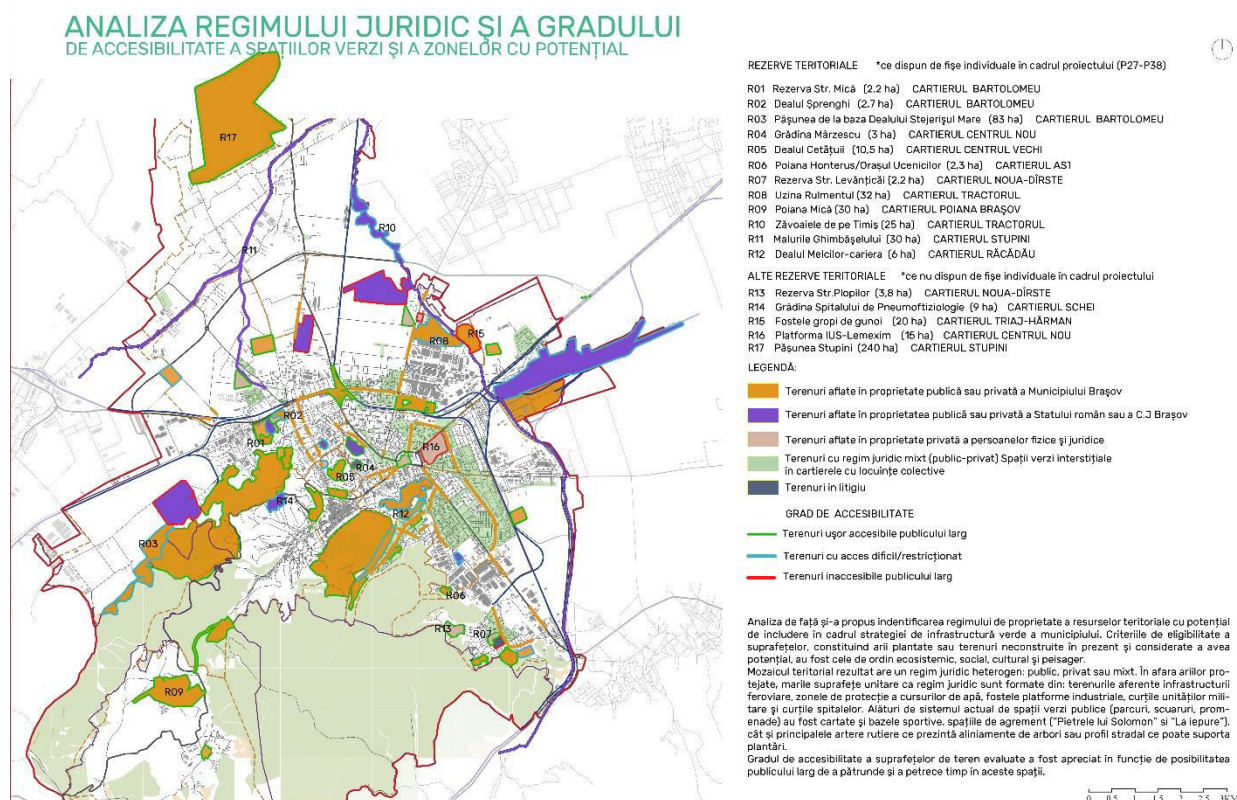 ANALIZA REGIMULUI JURIDIC ȘI A GRADULUI
DE ACCESIBILITATE A SPAȚIILOR VERZI ȘI A ZONELOR CU POTENȚIAL
REZERVE TERITORIALE *ce dispun de fișe individuale în cadrul proiectului (P27-P38)
R01 Rezerva Str. Mică (2,2 ha) CARTIERUL BARTOLOMEU
R02 Dealul Șprenghi (2,7 ha) CARTIERUL BARTOLOMEU
R03 Pășunea de la baza Dealului Stejerișul Mare (83 ha) CARTIERUL BARTOLOMEU
R04 Grădina Mârzescu (3 ha) CARTIERUL CENTRUL NOU
R05 Dealul Cetățuii (10,5 ha) CARTIERUL CENTRUL VECHI
R06 Poiana Honterus/Orașul Ucenicilor (2,3 ha) CARTIERUL AS1
R07 Rezerva Str. Levănțicăi (2,2 ha) CARTIERUL NOUA-DÎRSTE
R08 Uzina Rulmentul (32 ha) CARTIERUL TRACTORUL
R09 Poiana Mică (30 ha) CARTIERUL POIANA BRAȘOV
R10 Zăvoaiele de pe Timiș (25 ha) CARTIERUL TRACTORUL
R11 Malurile Ghimbășelului (30 ha) CARTIERUL STUPINI
R12 Dealul Melcilor-cariera (6 ha) CARTIERUL RĂCĂDĂU
ALTE REZERVE TERITORIALE *ce nu dispun de fișe individuale în cadrul proiectului
R13 Rezerva Str.Plopilor (3,8 ha) CARTIERUL NOUA-DÎRSTE
R14 Grădina Spitalului de Pneumoftiziologie (9 ha) CARTIERUL SCHEI
R15 Fostele gropi de gunoi (20 ha) CARTIERUL TRIAJ-HĂRMAN
R16 Platforma IUS-Lemexim (15 ha) CARTIERUL CENTRUL NOU
R17 Pășunea Stupini (240 ha) CARTIERUL STUPINI
LEGENDĂ:
Terenuri aflate în proprietate publică sau privată a Municipiului Brașov
Terenuri aflate în proprietatea publică sau privată a Statului român sau a C.J Brașov
Terenuri aflate în proprietate privată a persoanelor fizice și juridice
Terenuri cu regim juridic mixt (public-privat) Spații verzi interstițiale
în cartierele cu locuințe colective
Terenuri in litigiu
GRAD DE ACCESIBILITATE
Terenuri ușor accesibile publicului larg
Terenuri cu acces dificil/restricționat
Terenuri inaccesibile publicului larg
Analiza de față și-a propus indentificarea regimului de proprietate a resurselor teritoriale cu potențial
de includere în cadrul strategiei de infrastructură verde a municipiului. Criteriile de eligibilitate a
suprafețelor, constituind arii plantate sau terenuri neconstruite în prezent și considerate a avea
potențial, au fost cele de ordin ecosistemic, social, cultural și peisager.
Mozaicul teritorial rezultat are un regim juridic heterogen: public, privat sau mixt. În afara ariilor pro-
tejate, marile suprafețe unitare ca regim juridic sunt formate din: terenurile aferente infrastructurii
feroviare, zonele de protecție a cursurilor de apă, fostele platforme industriale, curțile unităților mili-
tare și curțile spitalelor. Alături de sistemul actual de spații verzi publice (parcuri, scuaruri, prom-
enade) au fost cartate și bazele sportive, spațiile de agrement ("Pietrele lui Solomon" si "La iepure"),
cât și principalele artere rutiere ce prezintă aliniamente de arbori sau profil stradal ce poate suporta
plantări.
Gradul de accesibilitate a suprafețelor de teren evaluate a fost apreciat în funcție de posibilitatea
publicului larg de a pătrunde și a petrece timp în aceste spații.
0 0.5 1 1.5 2 2.5 3KM
R17
R10
R11
R08
R15
R02
R01
R16
R04
R05
R14
R12
R03
R06
R13
R07
R09